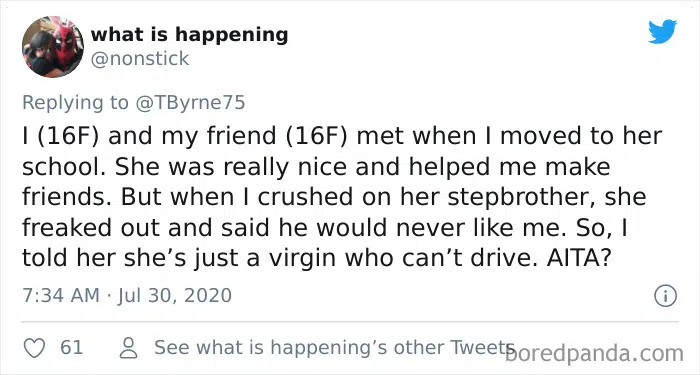 what is happening
@nonstick
Replying to @TByrne75
I (16F) and my friend (16F) met when I moved to her
school. She was really nice and helped me make
friends. But when I crushed on her stepbrother, she
freaked out and said he would never like me. So, I
told her she’s just a virgin who can’t drive. AITA?
7:34 AM · Jul 30, 2020
61 See what is happening’s other Tweets
boredpanda.com